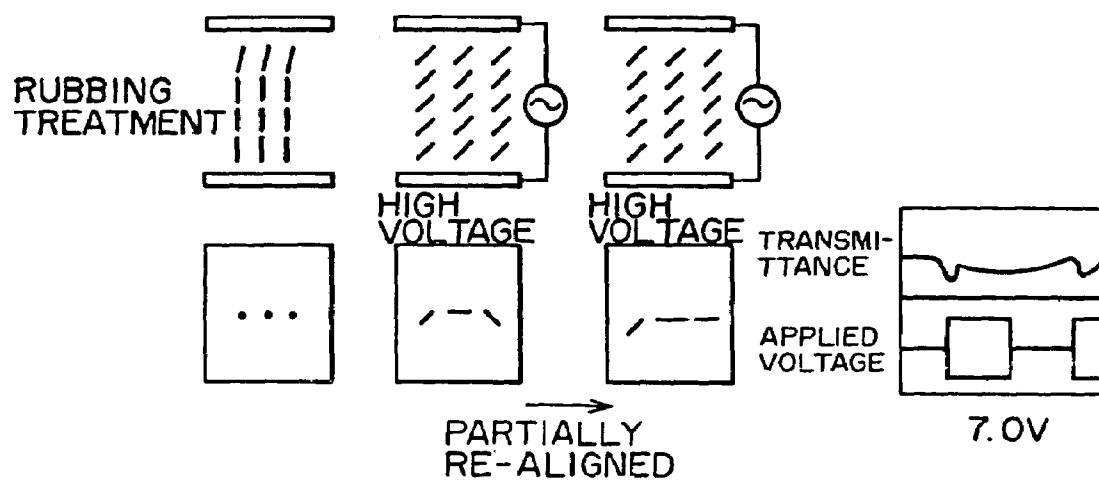 RUBBING
TREATMENT
HIGH
VOLTAGE
HIGH
VOLTAGE
TRANSMI-
TTANCE
APPLIED
VOLTAGE
7.0V
PARTIALLY
RE-ALIGNED